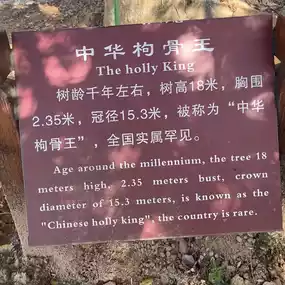 中华枸骨王
The holly King
树龄千年左右，树高18米，胸围
2.35米，冠径15.3米，被称为“中华
枸骨王”，全国实属罕见。
Age around the millennium, the tree 18
meters high, 2.35 meters bust, crown
diameter of 15.3 meters, is known as the
"Chinese holly king", the country is rare.